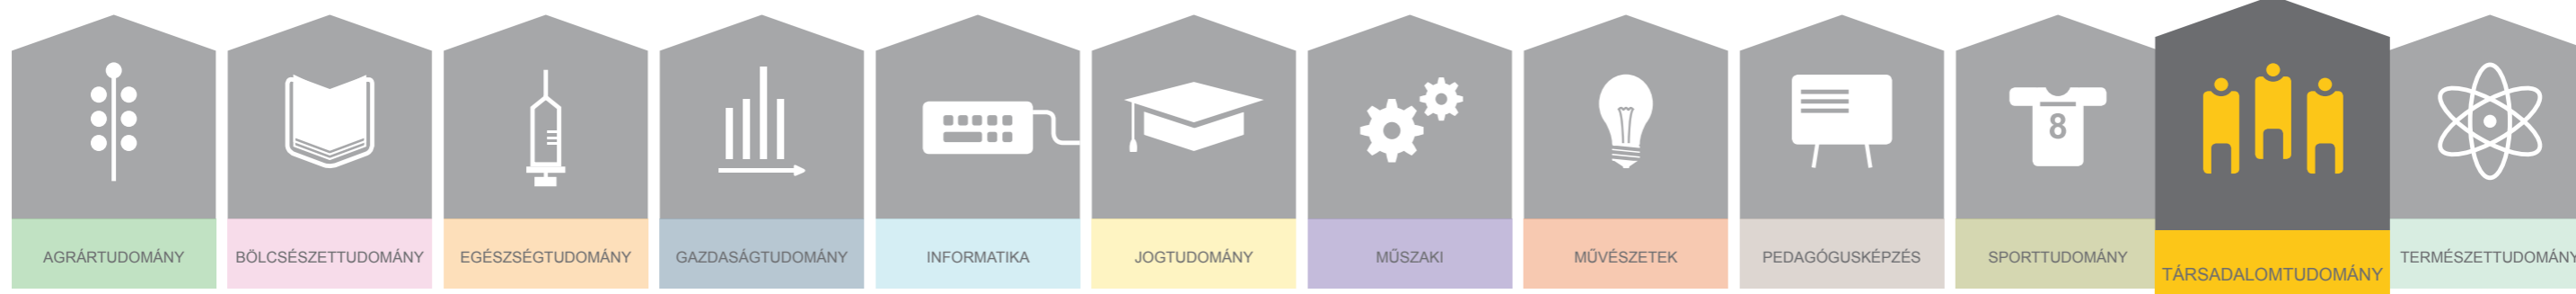 AGRÁRTUDOMÁNY
BÖLCSÉSZETTUDOMÁNY
EGÉSZSÉGTUDOMÁNY
GAZDASÁGTUDOMÁNY
INFORMATIKA
JOGTUDOMÁNY
MŰSZAKI
MŰVÉSZETEK
PEDAGÓGUSKÉPZÉS
8
SPORTTUDOMÁNY
TÁRSADALOMTUDOMÁNY
TERMÉSZETTUDOMÁNY